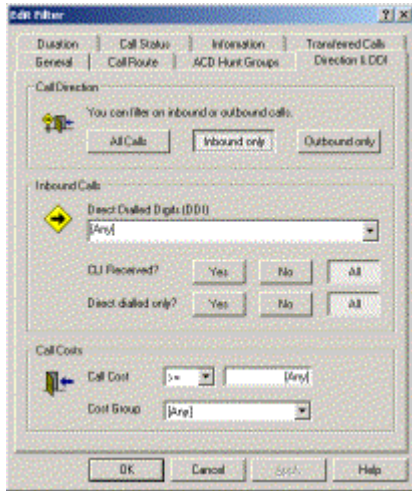 Edit Filter
Duration Call Status Information Transferred Calls
General Call Route ACD Hunt Groups Direction & DDI
Call Direction
You can filter on inbound or outbound calls.
All Calls Inbound only Outbound only
Inbound Calls
Direct Dialled Digits (DDI)
[Any]
CLI Received? Yes No All
Direct dialled only? Yes No All
Call Costs
Call Cost >= [Any]
Cost Group [Any]
OK Cancel Apply Help